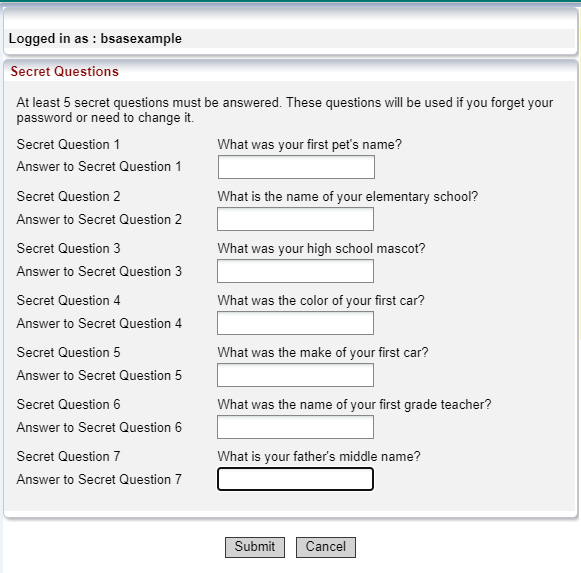 Logged in as : bsasexample
Secret Questions
At least 5 secret questions must be answered. These questions will be used if you forget your
password or need to change it.
Secret Question 1 What was your first pet's name?
Answer to Secret Question 1
Secret Question 2 What is the name of your elementary school?
Answer to Secret Question 2
Secret Question 3 What was your high school mascot?
Answer to Secret Question 3
Secret Question 4 What was the color of your first car?
Answer to Secret Question 4
Secret Question 5 What was the make of your first car?
Answer to Secret Question 5
Secret Question 6 What was the name of your first grade teacher?
Answer to Secret Question 6
Secret Question 7 What is your father's middle name?
Answer to Secret Question 7
Submit Cancel